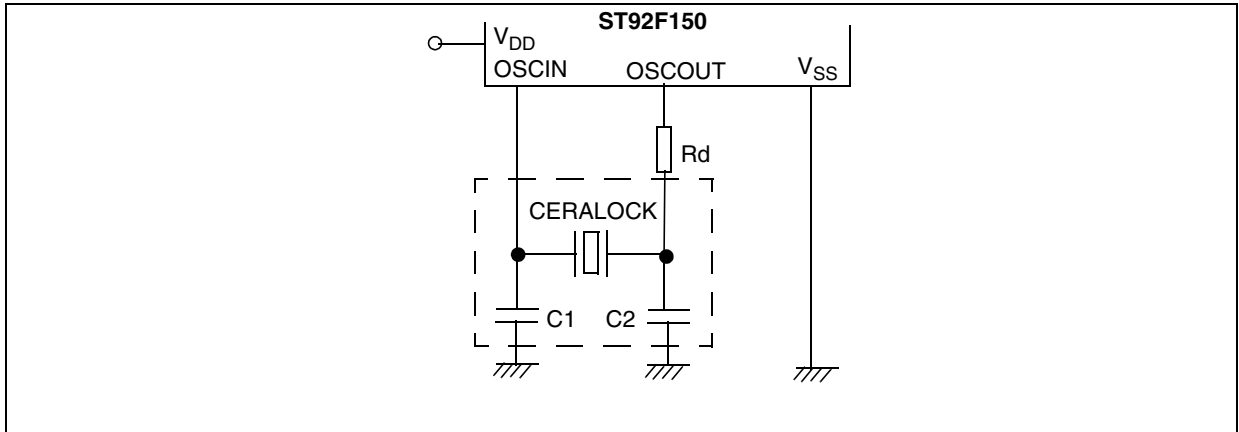 ST92F150
VDD
OSCIN
OSCOUT
VSS
Rd
CERALOCK
C1
C2